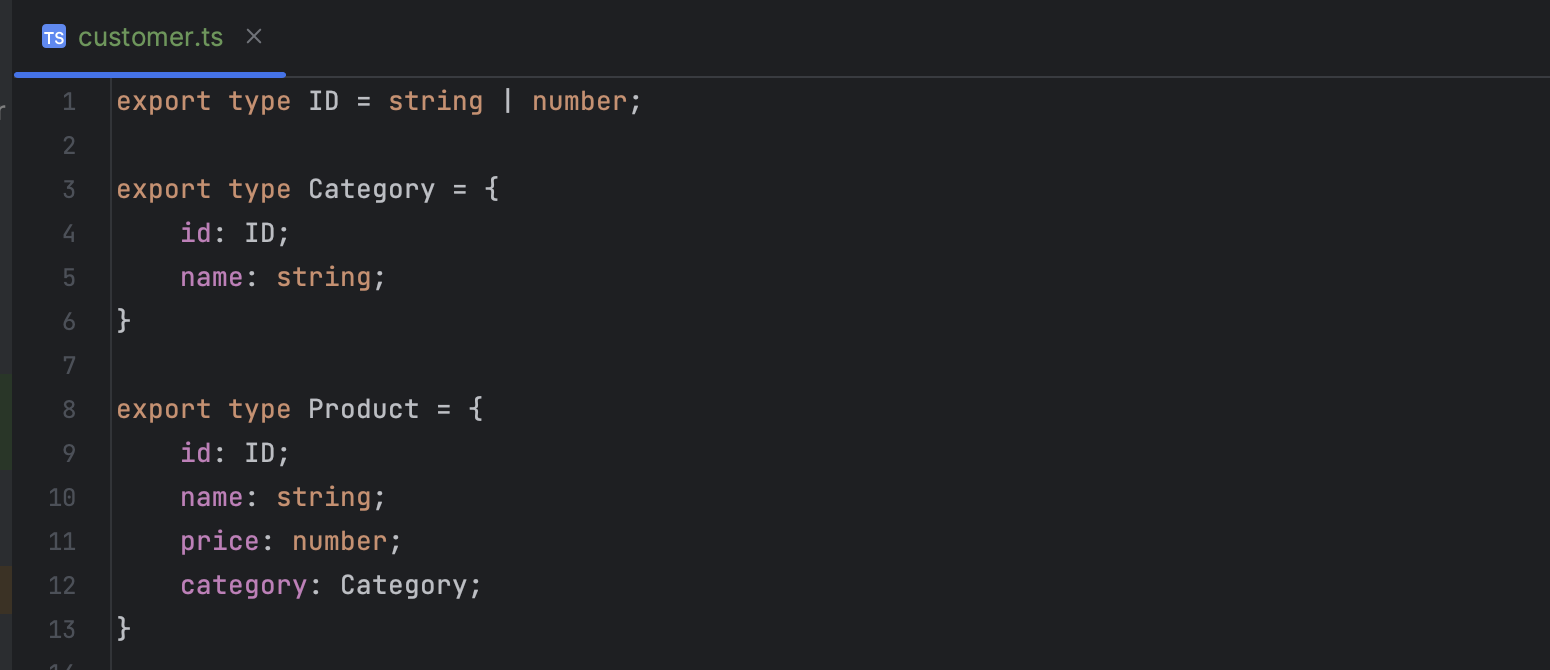 TS customer.ts ×
1 export type ID = string | number;
2
3 export type Category = {
4     id: ID;
5     name: string;
6 }
7
8 export type Product = {
9     id: ID;
10     name: string;
11     price: number;
12     category: Category;
13 }